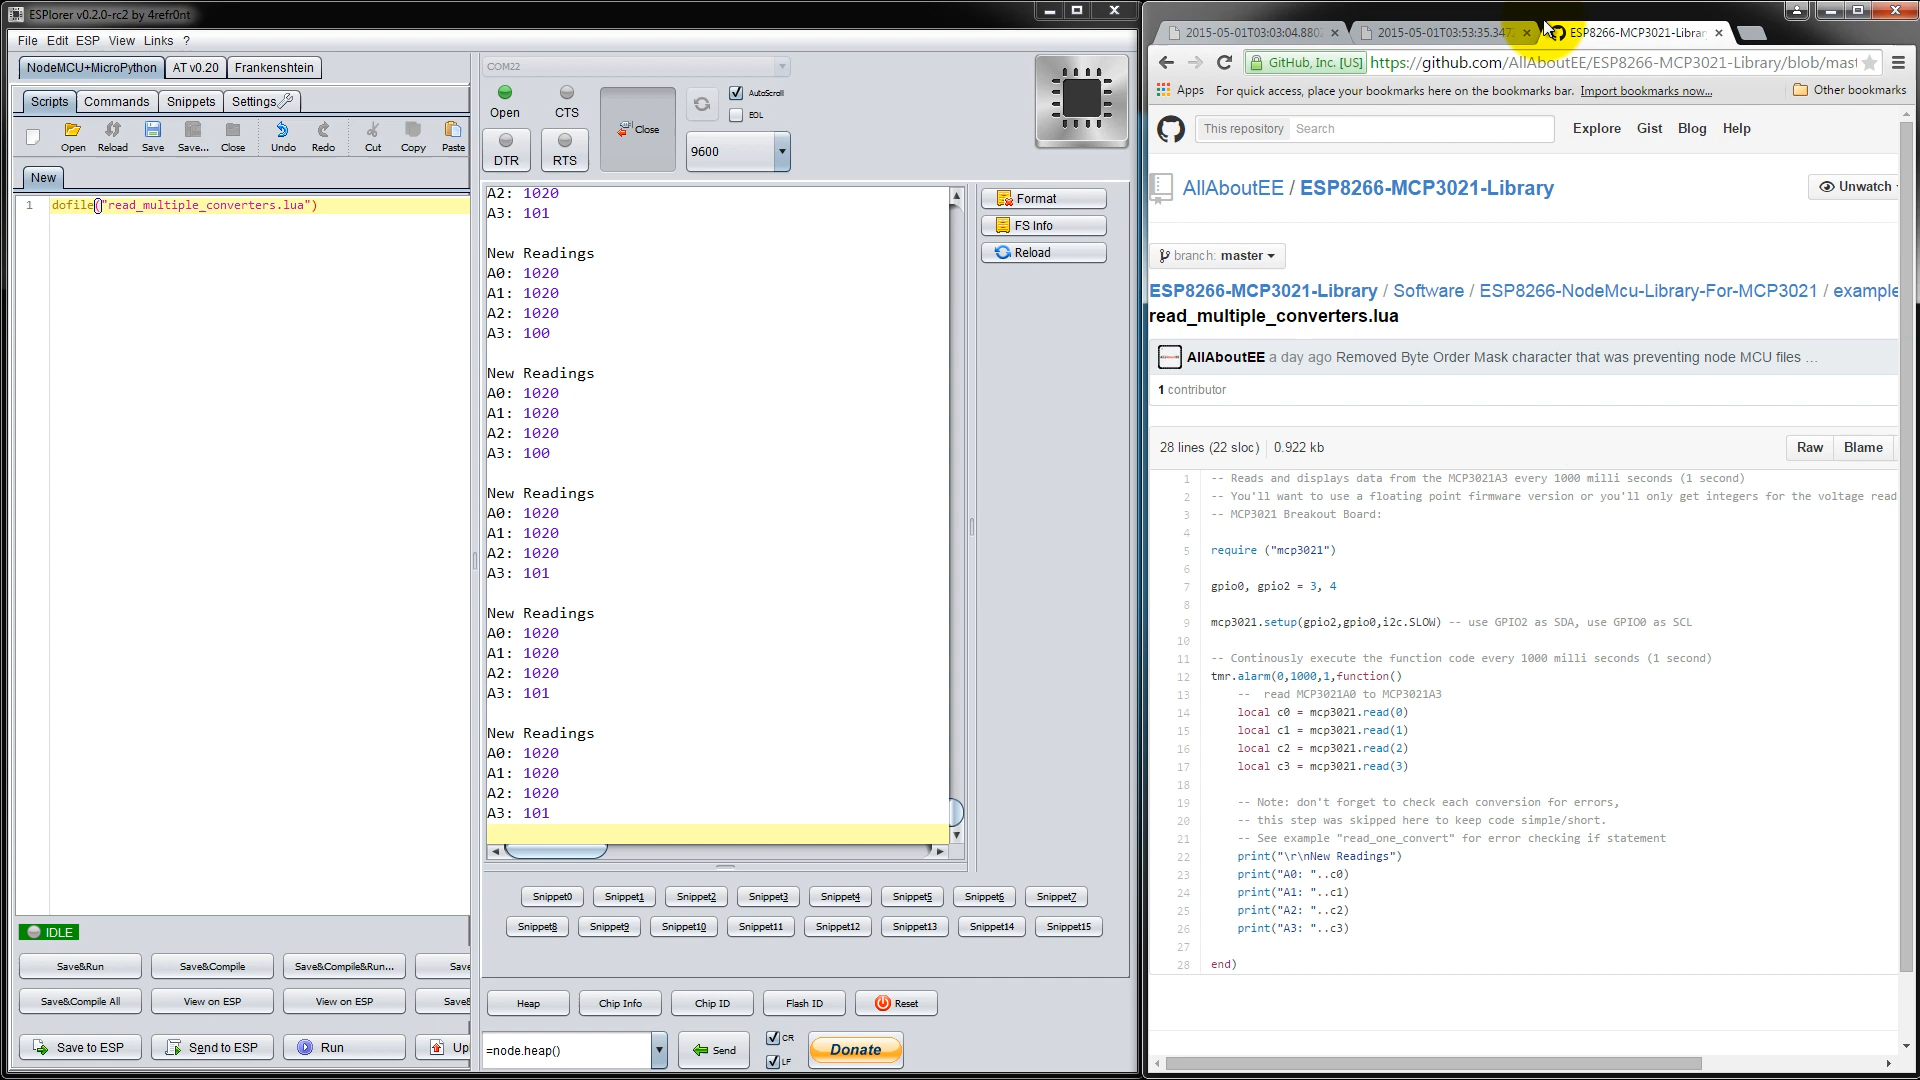 ESPlorer v0.2.0-rc2 by 4refr0nt
File Edit ESP View Links ?
NodeMCU+MicroPython AT v0.20 Frankenshtein
Scripts Commands Snippets Settings
Open Reload Save Save... Close Undo Redo Cut Copy Paste
New
1 dofile("read_multiple_converters.lua")
IDLE
Save&Run Save&Compile Save&Compile&Run...
Save&Compile All View on ESP View on ESP
Save to ESP Send to ESP Run
COM22
Open CTS
DTR RTS
Close
AutoScroll
EOL
9600
A2: 1020
A3: 101
New Readings
A0: 1020
A1: 1020
A2: 1020
A3: 100
New Readings
A0: 1020
A1: 1020
A2: 1020
A3: 100
New Readings
A0: 1020
A1: 1020
A2: 1020
A3: 101
New Readings
A0: 1020
A1: 1020
A2: 1020
A3: 101
New Readings
A0: 1020
A1: 1020
A2: 1020
A3: 101
Format
FS Info
Reload
Snippet0 Snippet1 Snippet2 Snippet3 Snippet4 Snippet5 Snippet6 Snippet7
Snippet8 Snippet9 Snippet10 Snippet11 Snippet12 Snippet13 Snippet14 Snippet15
Heap Chip Info Chip ID Flash ID Reset
=node.heap() Send CR LF Donate
2015-05-01T03:03:04.880 2015-05-01T03:53:35.347 ESP8266-MCP3021-Librar
GitHub, Inc. [US] https://github.com/AllAboutEE/ESP8266-MCP3021-Library/blob/mast
Apps For quick access, place your bookmarks here on the bookmarks bar. Import bookmarks now... Other bookmarks
This repository Search Explore Gist Blog Help
AllAboutEE / ESP8266-MCP3021-Library Unwatch
branch: master
ESP8266-MCP3021-Library / Software / ESP8266-NodeMcu-Library-For-MCP3021 / example
read_multiple_converters.lua
AllAboutEE a day ago Removed Byte Order Mask character that was preventing node MCU files ...
1 contributor
28 lines (22 sloc) 0.922 kb Raw Blame
1 -- Reads and displays data from the MCP3021A3 every 1000 milli seconds (1 second)
2 -- You'll want to use a floating point firmware version or you'll only get integers for the voltage read
3 -- MCP3021 Breakout Board:
4
5 require ("mcp3021")
6
7 gpio0, gpio2 = 3, 4
8
9 mcp3021.setup(gpio2,gpio0,i2c.SLOW) -- use GPIO2 as SDA, use GPIO0 as SCL
10
11 -- Continously execute the function code every 1000 milli seconds (1 second)
12 tmr.alarm(0,1000,1,function()
13 -- read MCP3021A0 to MCP3021A3
14 local c0 = mcp3021.read(0)
15 local c1 = mcp3021.read(1)
16 local c2 = mcp3021.read(2)
17 local c3 = mcp3021.read(3)
18
19 -- Note: don't forget to check each conversion for errors,
20 -- this step was skipped here to keep code simple/short.
21 -- See example "read_one_convert" for error checking if statement
22 print("\r\nNew Readings")
23 print("A0: "..c0)
24 print("A1: "..c1)
25 print("A2: "..c2)
26 print("A3: "..c3)
27
28 end)